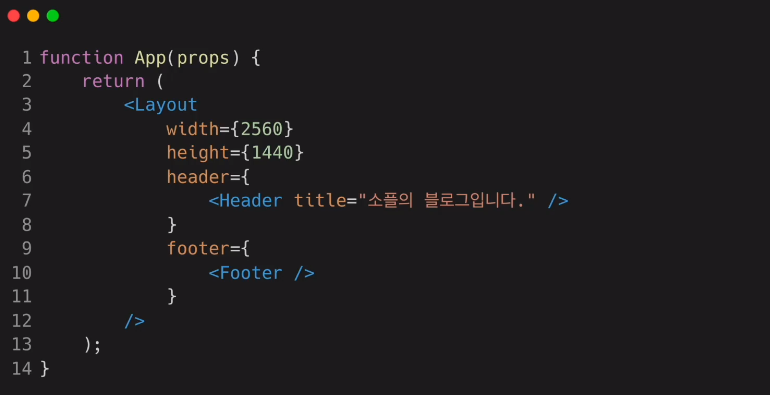 1 function App(props) {
2     return (
3         <Layout
4             width={2560}
5             height={1440}
6             header={
7                 <Header title="소플의 블로그입니다." />
8             }
9             footer={
10                 <Footer />
11             }
12         />
13     );
14 }